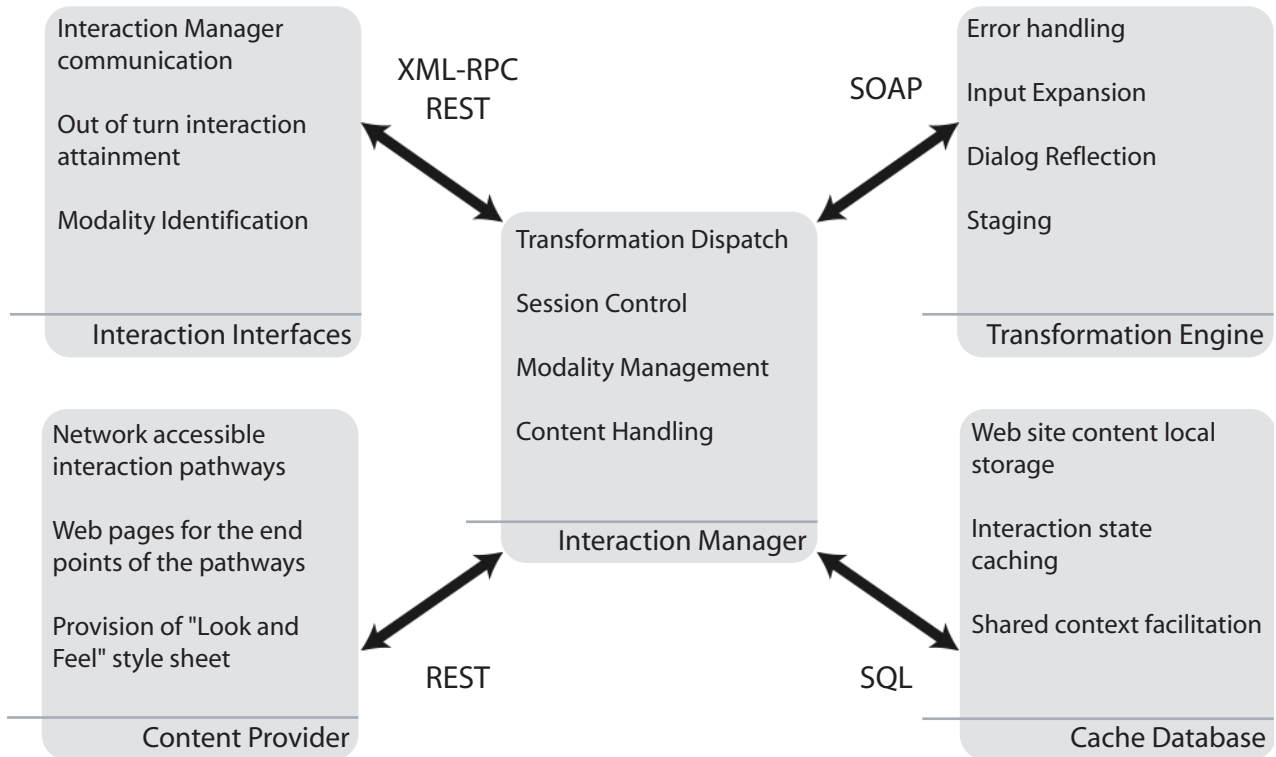 Interaction Manager
communication
Out of turn interaction
attainment
Modality Identification
Interaction Interfaces
XML-RPC
REST
SOAP
Error handling
Input Expansion
Dialog Reflection
Staging
Transformation Engine
Transformation Dispatch
Session Control
Modality Management
Content Handling
Interaction Manager
Network accessible
interaction pathways
Web pages for the end
points of the pathways
Provision of "Look and
Feel" style sheet
Content Provider
REST
SQL
Web site content local
storage
Interaction state
caching
Shared context facilitation
Cache Database